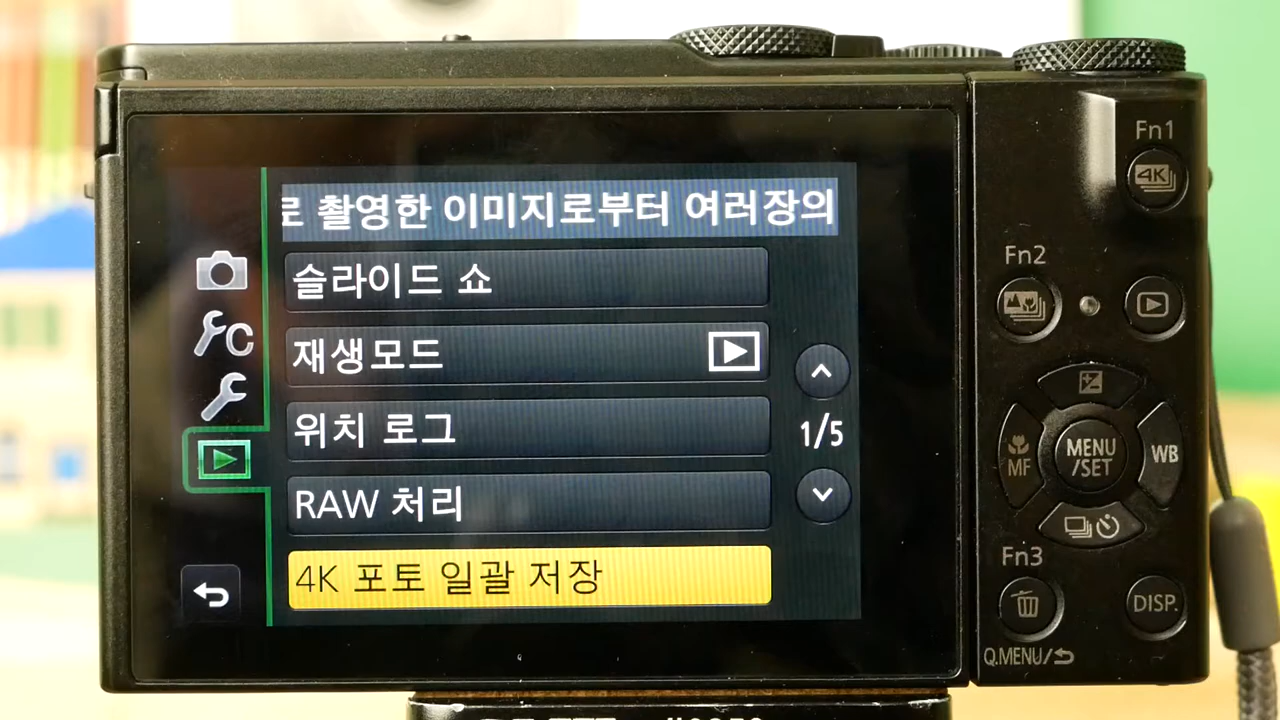 로 촬영한 이미지로부터 여러장의
슬라이드 쇼
재생모드
위치 로그
RAW 처리
4K 포토 일괄 저장
1/5
C
Fn1
4K
Fn2
MF
MENU
/SET
WB
Fn3
DISP.
Q.MENU/